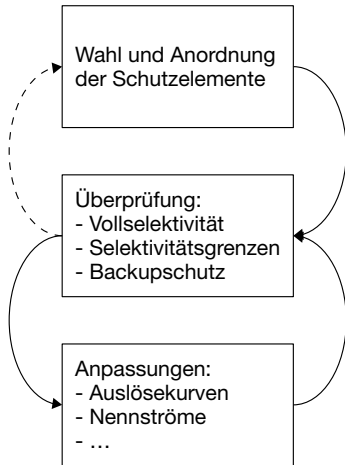 Wahl und Anordnung
der Schutzelemente
Überprüfung:
- Vollselektivität
- Selektivitätsgrenzen
- Backupschutz
Anpassungen:
- Auslösekurven
- Nennströme
- ...